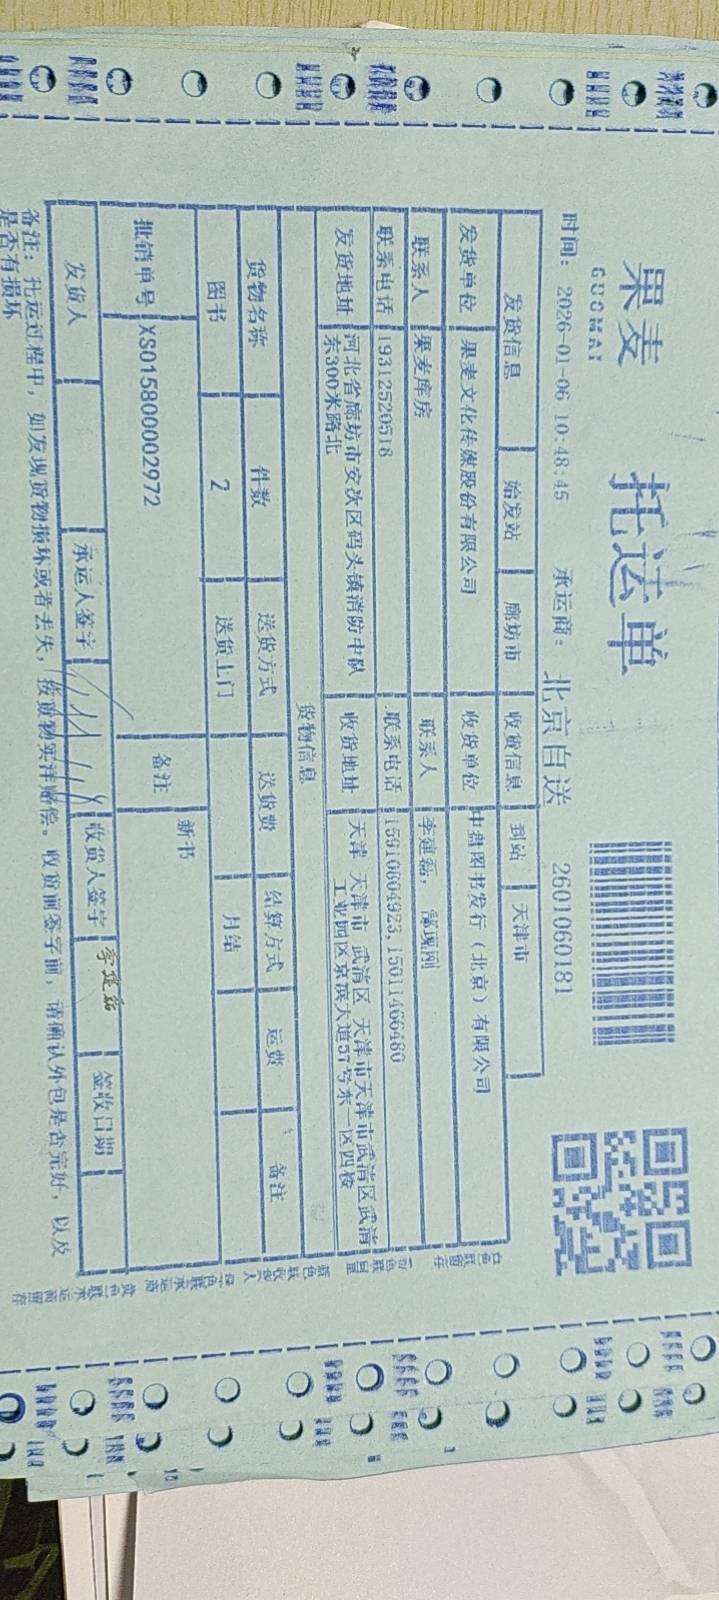 果麦
GUOMAI
托运单
时间: 2026-01-06 10:48:45 承运商: 北京自送 2601060181
发货信息 始发站 廊坊市 收货信息 到站 天津市
发货单位 果麦文化传媒股份有限公司 收货单位 中盘图书发行（北京）有限公司
联系人 果麦库房 联系人 李建磊,
联系电话 19312520518 联系电话 15910604923,15011466480
发货地址 河北省廊坊市安次区码头镇消防中队
东300米路北
收货地址 天津 天津市 武清区 天津市天津市武清区武清
工业园区京滨大道57号东一区四栋
货物信息
货物名称 件数 送货方式 送货费 结算方式 运费 备注
图书 2 送货上门 月结
批销单号 XS015800002972 备注 新书
发货人 承运人签字 收货人签字 李建磊 签收日期
备注: 托运过程中, 如发现货物损坏或者丢失, 按货物实洋赔偿。收货前签字前, 请确认外包是否完好, 以及
是否有损坏